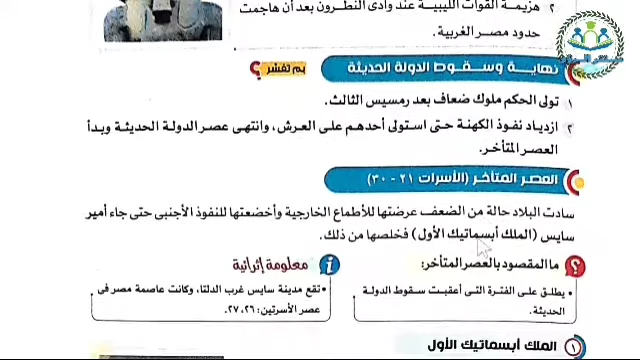 ٢ هزيمة القوات الليبية عند وادى النطرون بعد أن هاجمت
حدود مصر الغربية.
نهاية وسقوط الدولة الحديثة
بم تفسر ؟
١ تولى الحكم ملوك ضعاف بعد رمسيس الثالث.
٢ ازدياد نفوذ الكهنة حتى استولى أحدهم على العرش، وانتهى عصر الدولة الحديثة وبدأ
العصر المتأخر.
العصر المتأخر (الأسرات ٢١ - ٣٠)
سادت البلاد حالة من الضعف عرضتها للأطماع الخارجية وأخضعتها للنفوذ الأجنبى حتى جاء أمير
سايس (الملك أبسماتيك الأول) فخلصها من ذلك.
؟ ما المقصود بالعصر المتأخر:
• يطلق على الفترة التى أعقبت سقوط الدولة
الحديثة.
i معلومة إثرائية
• تقع مدينة سايس غرب الدلتا، وكانت عاصمة مصر فى
عصر الأسرتين: ٢٦، ٢٧.
١ الملك أبسماتيك الأول